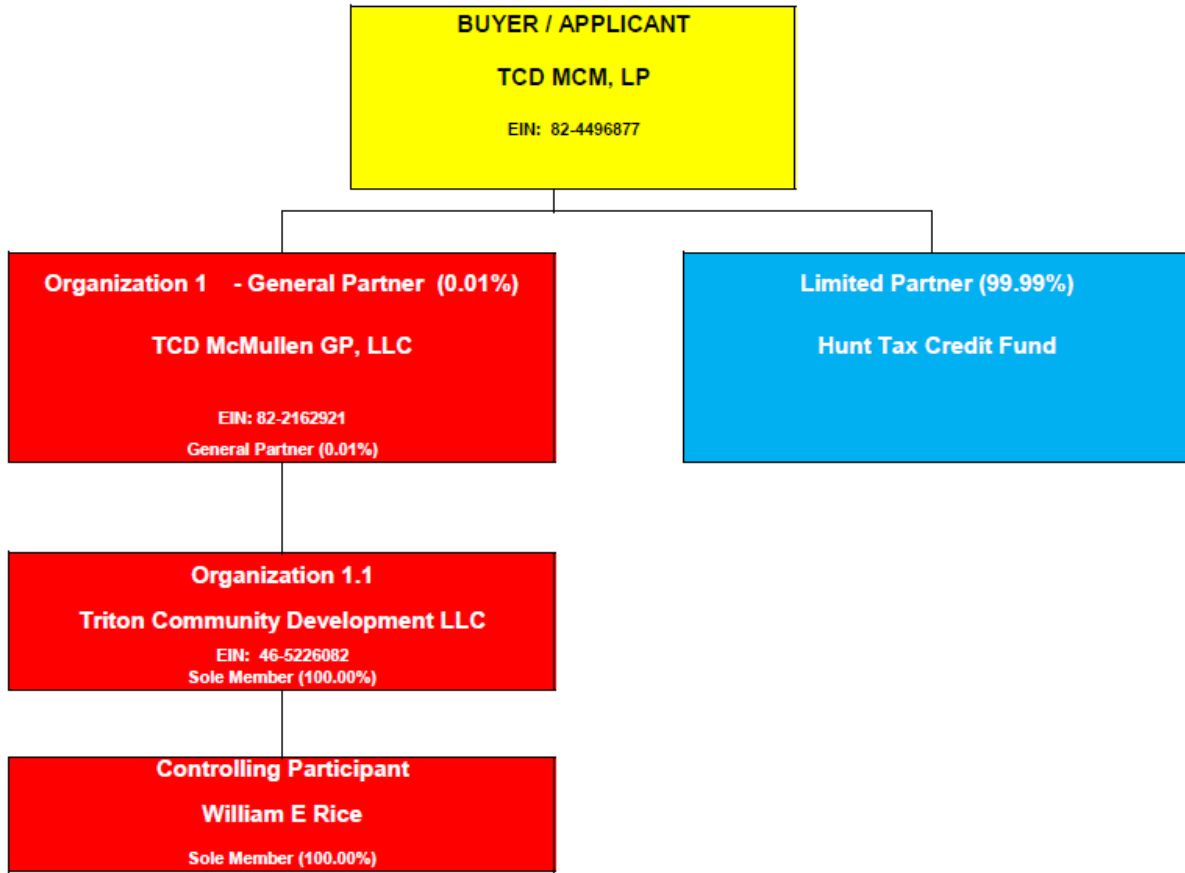 BUYER / APPLICANT
TCD MCM, LP
EIN: 82-4496877
Organization 1 - General Partner (0.01%)
TCD McMullen GP, LLC
EIN: 82-2162921
General Partner (0.01%)
Limited Partner (99.99%)
Hunt Tax Credit Fund
Organization 1.1
Triton Community Development LLC
EIN: 46-5226082
Sole Member (100.00%)
Controlling Participant
William E Rice
Sole Member (100.00%)